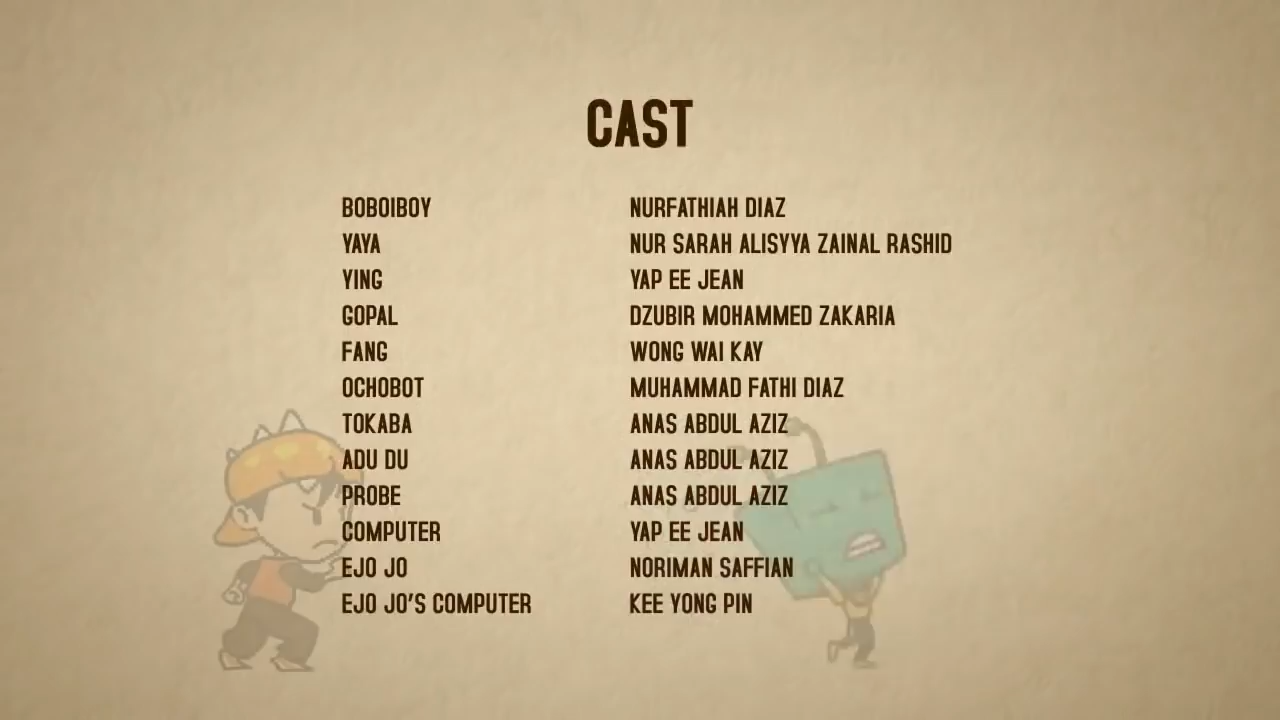 CAST
BOBOIBOY NURFATHIAH DIAZ
YAYA NUR SARAH ALISYYA ZAINAL RASHID
YING YAP EE JEAN
GOPAL DZUBIR MOHAMMED ZAKARIA
FANG WONG WAI KAY
OCHOBOT MUHAMMAD FATHI DIAZ
TOKABA ANAS ABDUL AZIZ
ADU DU ANAS ABDUL AZIZ
PROBE ANAS ABDUL AZIZ
COMPUTER YAP EE JEAN
EJO JO NORIMAN SAFFIAN
EJO JO'S COMPUTER KEE YONG PIN